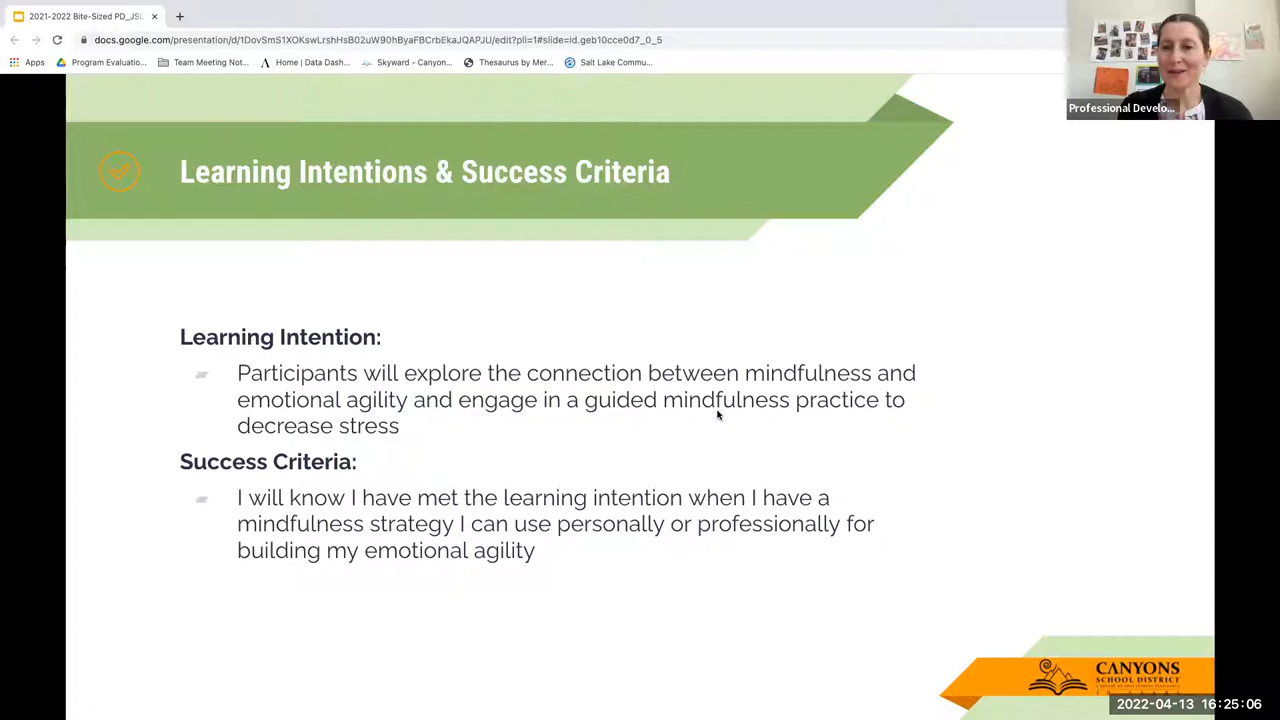 2021-2022 Bite-Sized PD_JSL
docs.google.com/presentation/d/1DovSmS1XOKswLrshHsB02uW90hByaFBCrbEkaJQAPJU/edit?pli=1#slide=id.geb10cce0d7_0_5
Apps Program Evaluatio... Team Meeting Not... Home | Data Dash... Skyward - Canyon... Thesaurus by Mer... Salt Lake Commu...
Professional Develo...
Learning Intentions & Success Criteria
Learning Intention:
Participants will explore the connection between mindfulness and
emotional agility and engage in a guided mindfulness practice to
decrease stress
Success Criteria:
I will know I have met the learning intention when I have a
mindfulness strategy I can use personally or professionally for
building my emotional agility
CANYONS
SCHOOL DISTRICT
2022-04-13 16:25:06